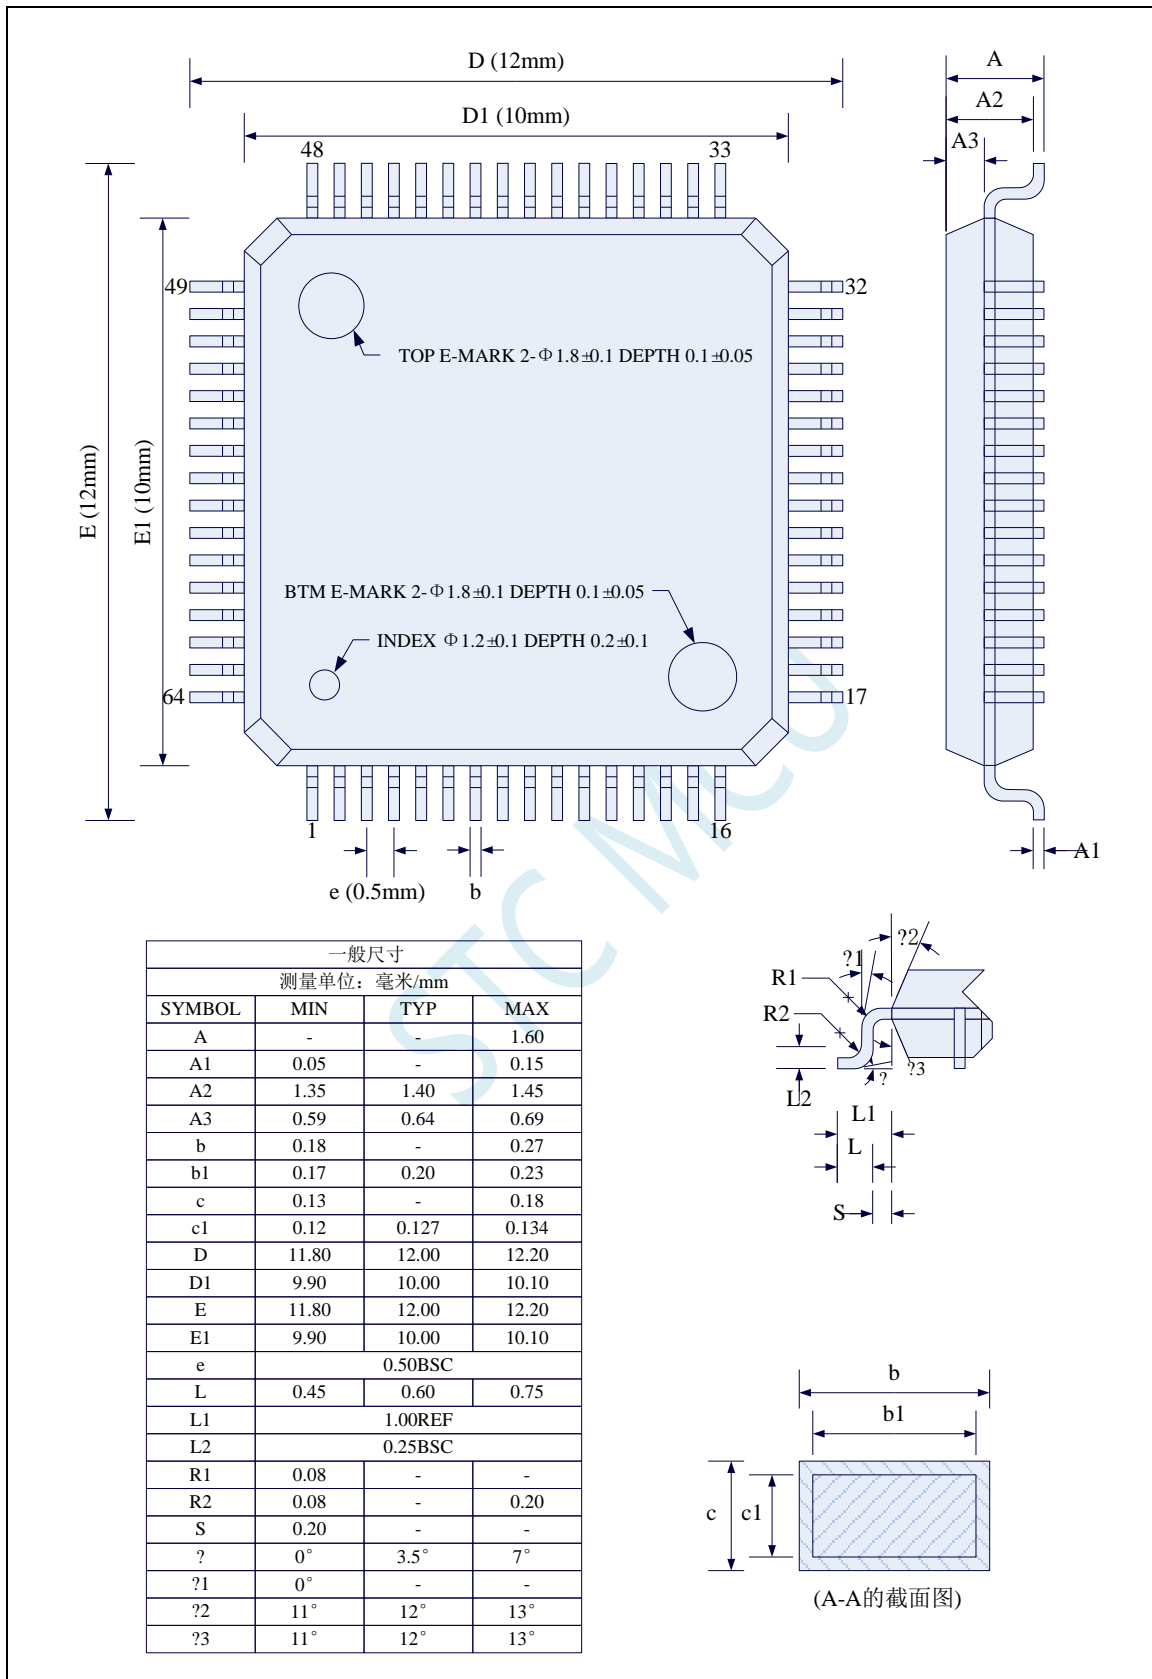 D (12mm)
A
A2
D1 (10mm)
A3
48
33
49
32
TOP E-MARK 2-Φ1.8±0.1 DEPTH 0.1±0.05
E (12mm)
E1 (10mm)
BTM E-MARK 2-Φ1.8±0.1 DEPTH 0.1±0.05
INDEX Φ1.2±0.1 DEPTH 0.2±0.1
64
17
1
16
A1
e (0.5mm)
b
STC MCU
一般尺寸
测量单位：毫米/mm
SYMBOL MIN TYP MAX
A - - 1.60
A1 0.05 - 0.15
A2 1.35 1.40 1.45
A3 0.59 0.64 0.69
b 0.18 - 0.27
b1 0.17 0.20 0.23
c 0.13 - 0.18
c1 0.12 0.127 0.134
D 11.80 12.00 12.20
D1 9.90 10.00 10.10
E 11.80 12.00 12.20
E1 9.90 10.00 10.10
e 0.50BSC
L 0.45 0.60 0.75
L1 1.00REF
L2 0.25BSC
R1 0.08 - -
R2 0.08 - 0.20
S 0.20 - -
? 0° 3.5° 7°
?1 0° - -
?2 11° 12° 13°
?3 11° 12° 13°
?2
?1
R1
R2
?3
?
L2
L1
L
S
b
b1
c
c1
(A-A的截面图)